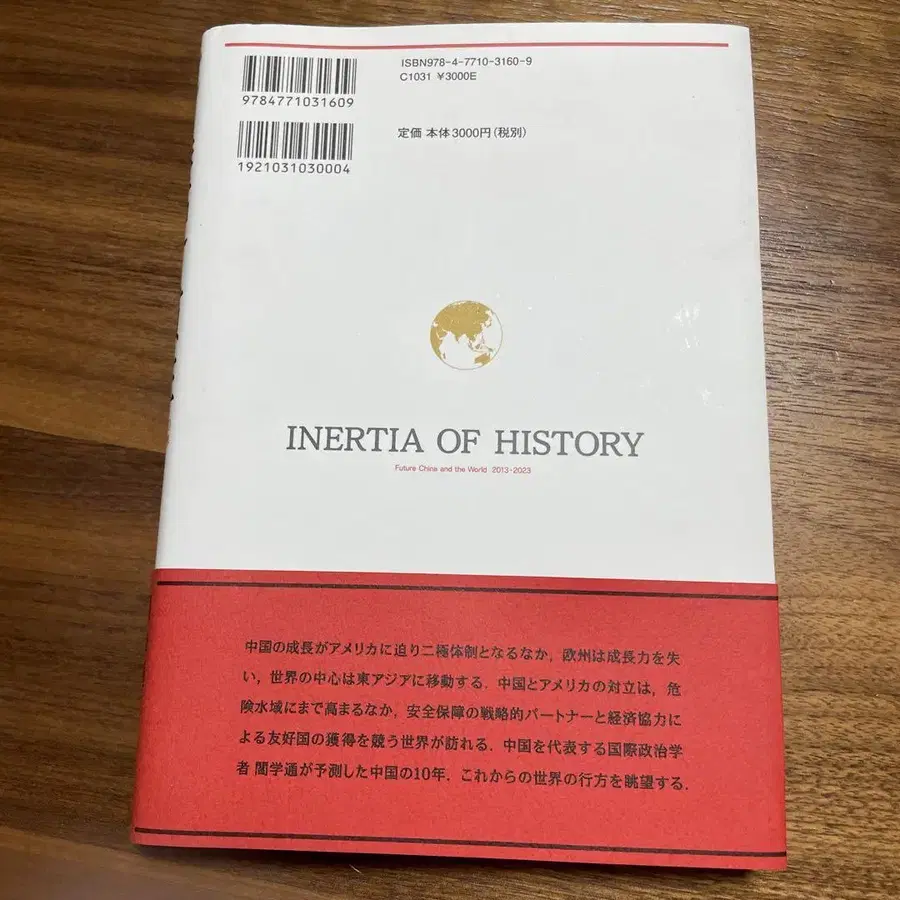 ISBN978-4-7710-3160-9
C1031 ¥3000E
9784771031609
定価 本体3000円(税別)
1921031030004
INERTIA OF HISTORY
Future China and the World 2013-2023
中国の成長がアメリカに迫り二極体制となるなか，欧州は成長力を失
い，世界の中心は東アジアに移動する．中国とアメリカの対立は，危
険水域にまで高まるなか，安全保障の戦略的パートナーと経済協力に
よる友好国の獲得を競う世界が訪れる．中国を代表する国際政治学
者 閻学通が予測した中国の10年．これからの世界の行方を眺望する．